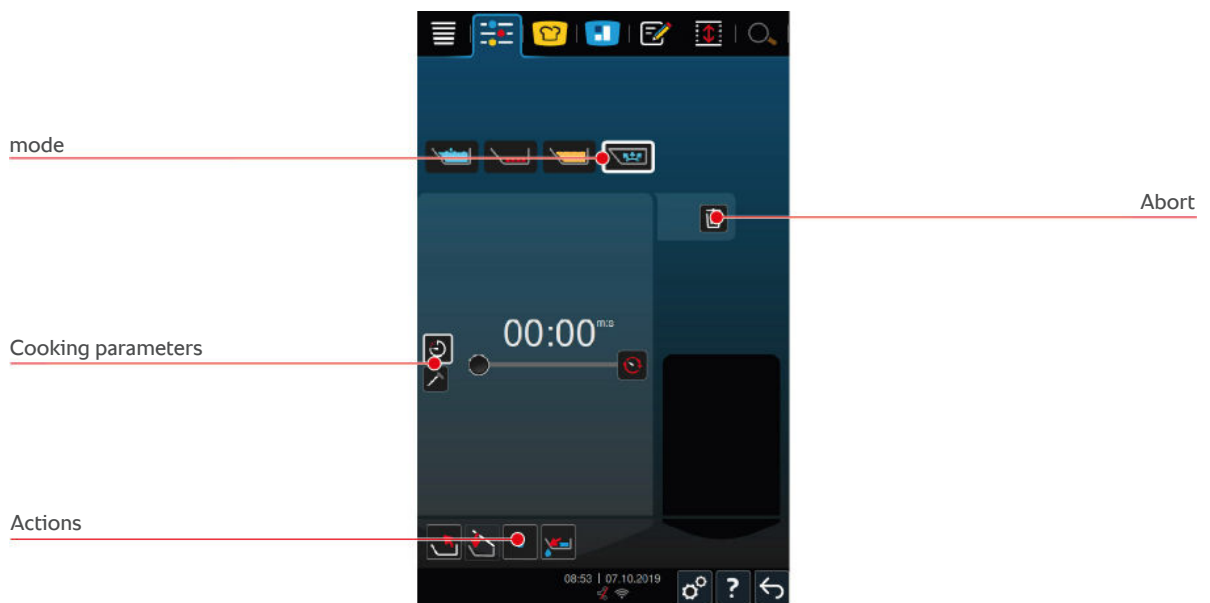 mode
Abort
00:00 m:s
Cooking parameters
Actions
08:53 | 07.10.2019
?